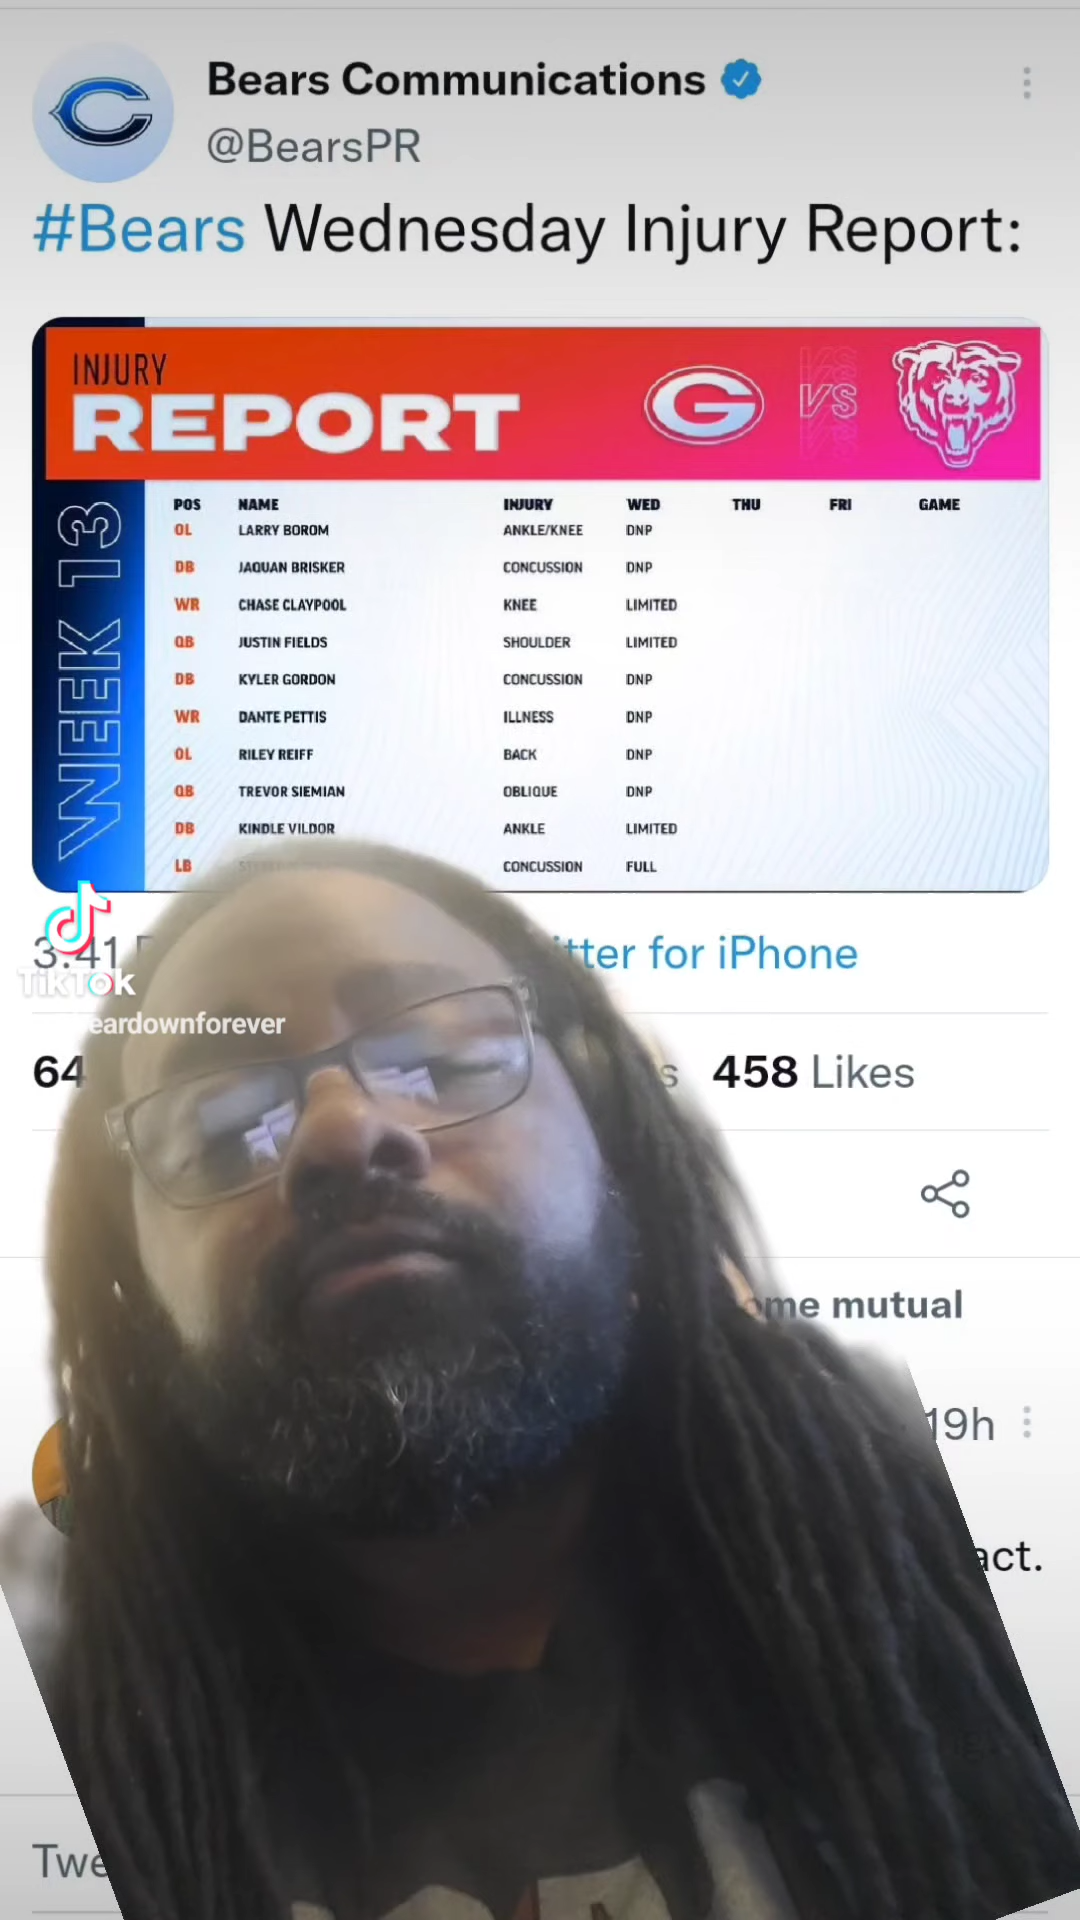 Bears Communications
@BearsPR
#Bears Wednesday Injury Report:
INJURY
REPORT
G VS
WEEK 13
POS NAME INJURY WED THU FRI GAME
OL LARRY BOROM ANKLE/KNEE DNP
DB JAQUAN BRISKER CONCUSSION DNP
WR CHASE CLAYPOOL KNEE LIMITED
QB JUSTIN FIELDS SHOULDER LIMITED
DB KYLER GORDON CONCUSSION DNP
WR DANTE PETTIS ILLNESS DNP
OL RILEY REIFF BACK DNP
QB TREVOR SIEMIAN OBLIQUE DNP
DB KINDLE VILDOR ANKLE LIMITED
LB CONCUSSION FULL
3:41 itter for iPhone
TikTok
eardownforever
64 s 458 Likes
ome mutual
19h
act.
Twe